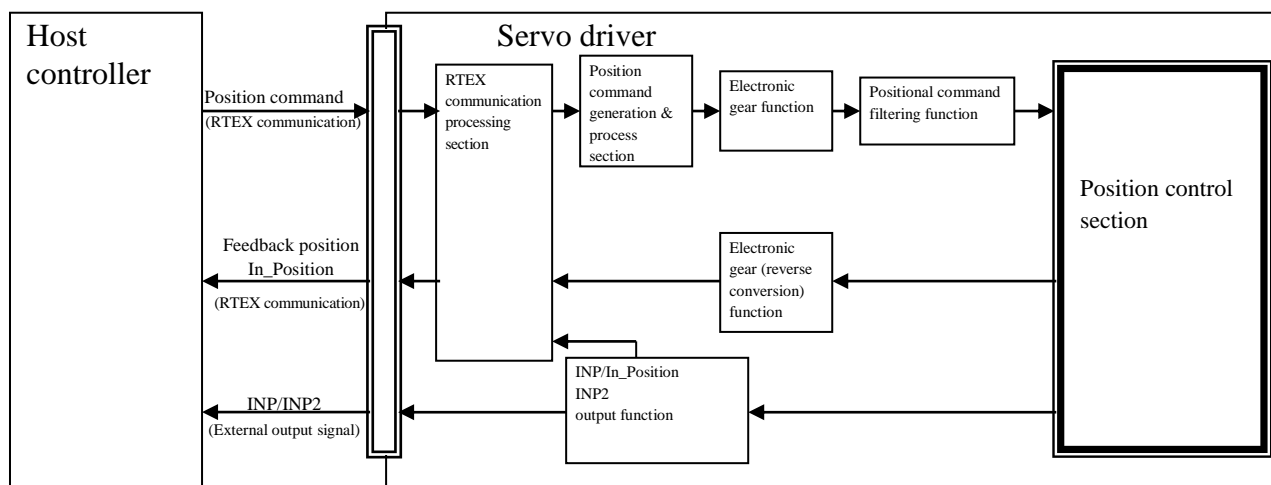 Host
controller
Servo driver
Position command
(RTEX communication)
RTEX
communication
processing
section
Position
command
generation &
process
section
Electronic
gear function
Positional command
filtering function
Position control
section
Feedback position
In_Position
(RTEX communication)
Electronic
gear (reverse
conversion)
function
INP/In_Position
INP2
output function
INP/INP2
(External output signal)